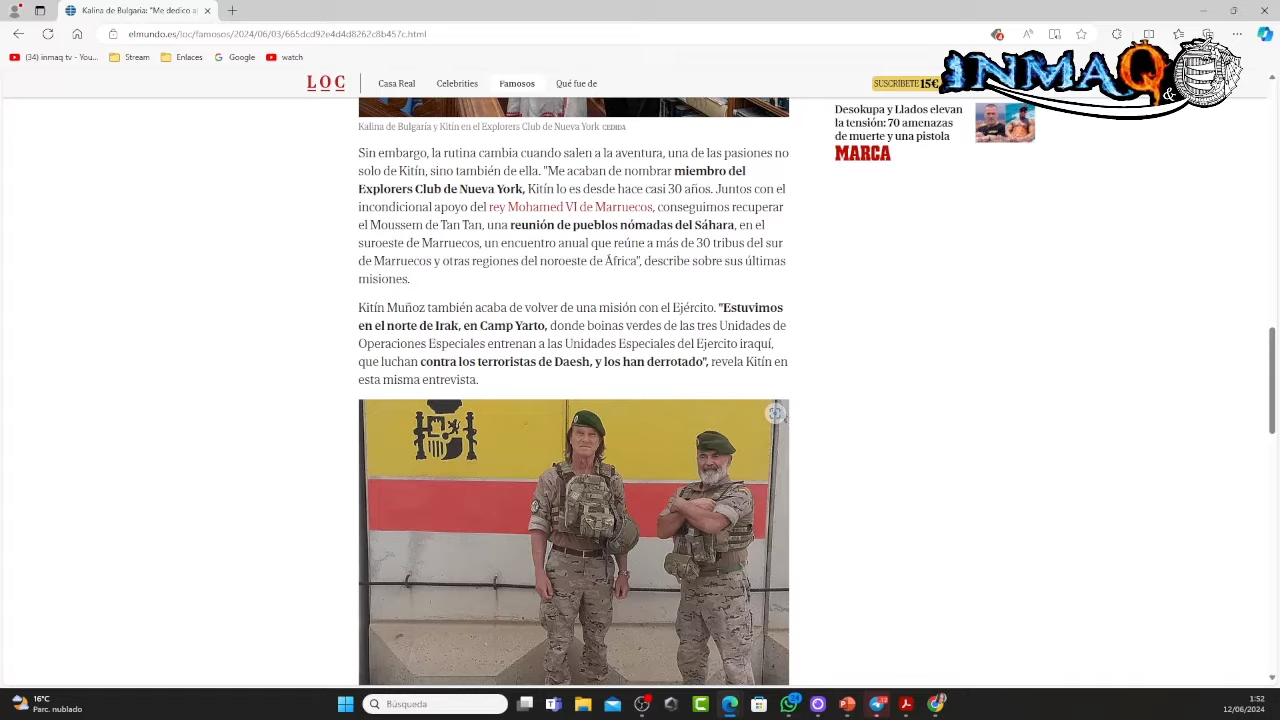 Kalina de Bulgaria: "Me dedico al
elmundo.es/loc/famosos/2024/06/03/665dcd92e4d4d8262c8b457c.html
(34) inmaq tv - You... Stream Enlaces Google watch
INMAQ &
LOC Casa Real Celebrities Famosos Qué fue de SUSCRÍBETE 15€
Kalina de Bulgaría y Kitín en el Explorers Club de Nueva York CEDIDA
Sin embargo, la rutina cambia cuando salen a la aventura, una de las pasiones no
solo de Kitín, sino también de ella. "Me acaban de nombrar miembro del
Explorers Club de Nueva York, Kitín lo es desde hace casi 30 años. Juntos con el
incondicional apoyo del rey Mohamed VI de Marruecos, conseguimos recuperar
el Moussem de Tan Tan, una reunión de pueblos nómadas del Sáhara, en el
suroeste de Marruecos, un encuentro anual que reúne a más de 30 tribus del sur
de Marruecos y otras regiones del noroeste de África", describe sobre sus últimas
misiones.
Kitín Muñoz también acaba de volver de una misión con el Ejército. "Estuvimos
en el norte de Irak, en Camp Yarto, donde boinas verdes de las tres Unidades de
Operaciones Especiales entrenan a las Unidades Especiales del Ejercito iraquí,
que luchan contra los terroristas de Daesh, y los han derrotado", revela Kitín en
esta misma entrevista.
Desokupa y Llados elevan
la tensión: 70 amenazas
de muerte y una pistola
MARCA
16°C
Parc. nublado
Búsqueda
1:52
12/06/2024